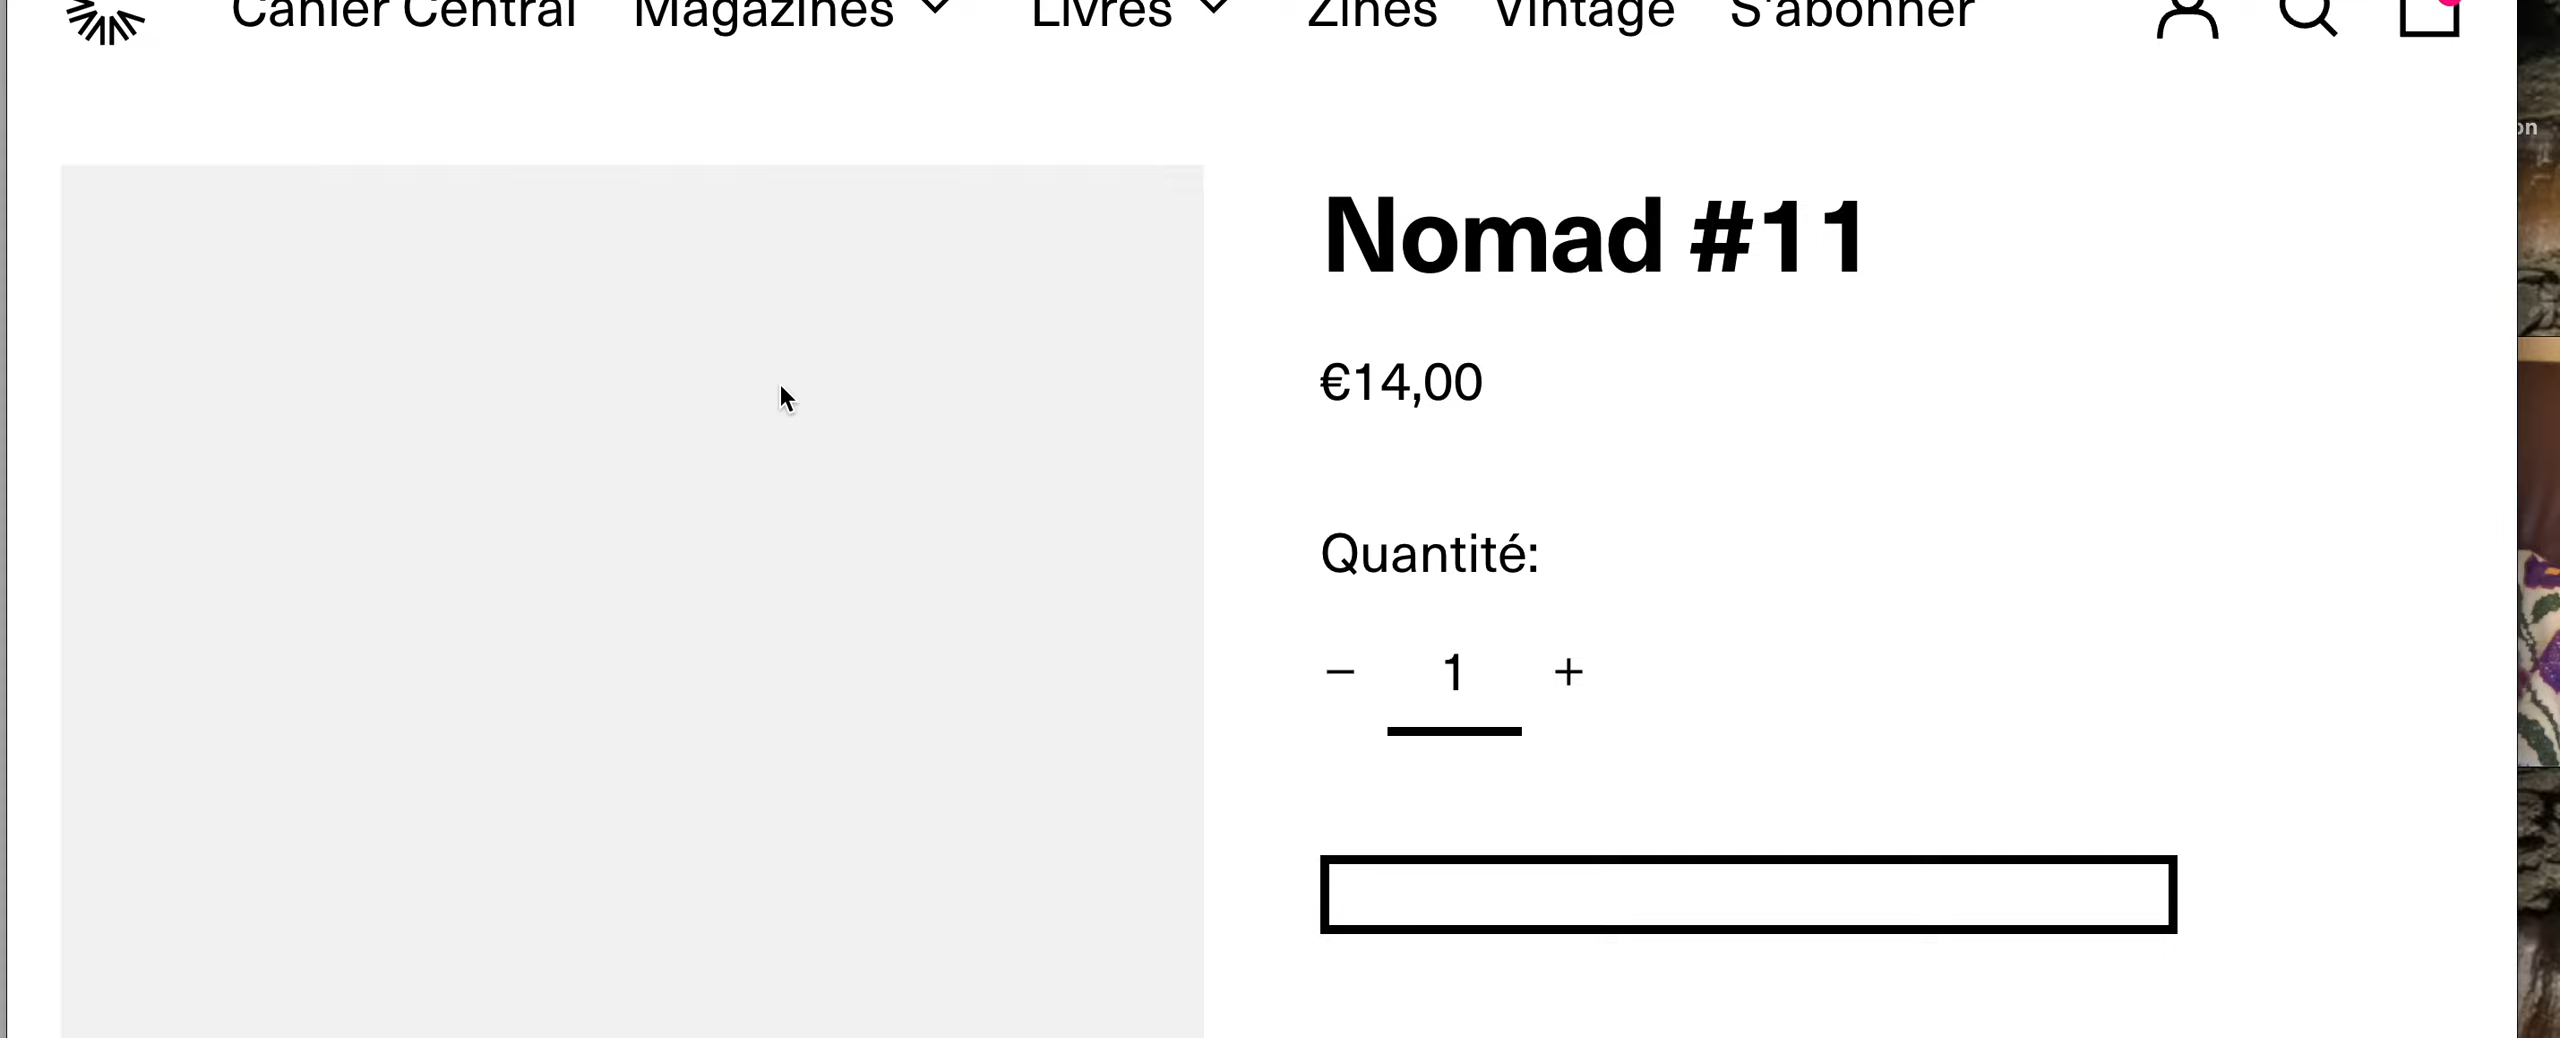 Cahier Central Magazines Livres Zines Vintage S'abonner
Nomad #11
€14,00
Quantité:
− 1 +